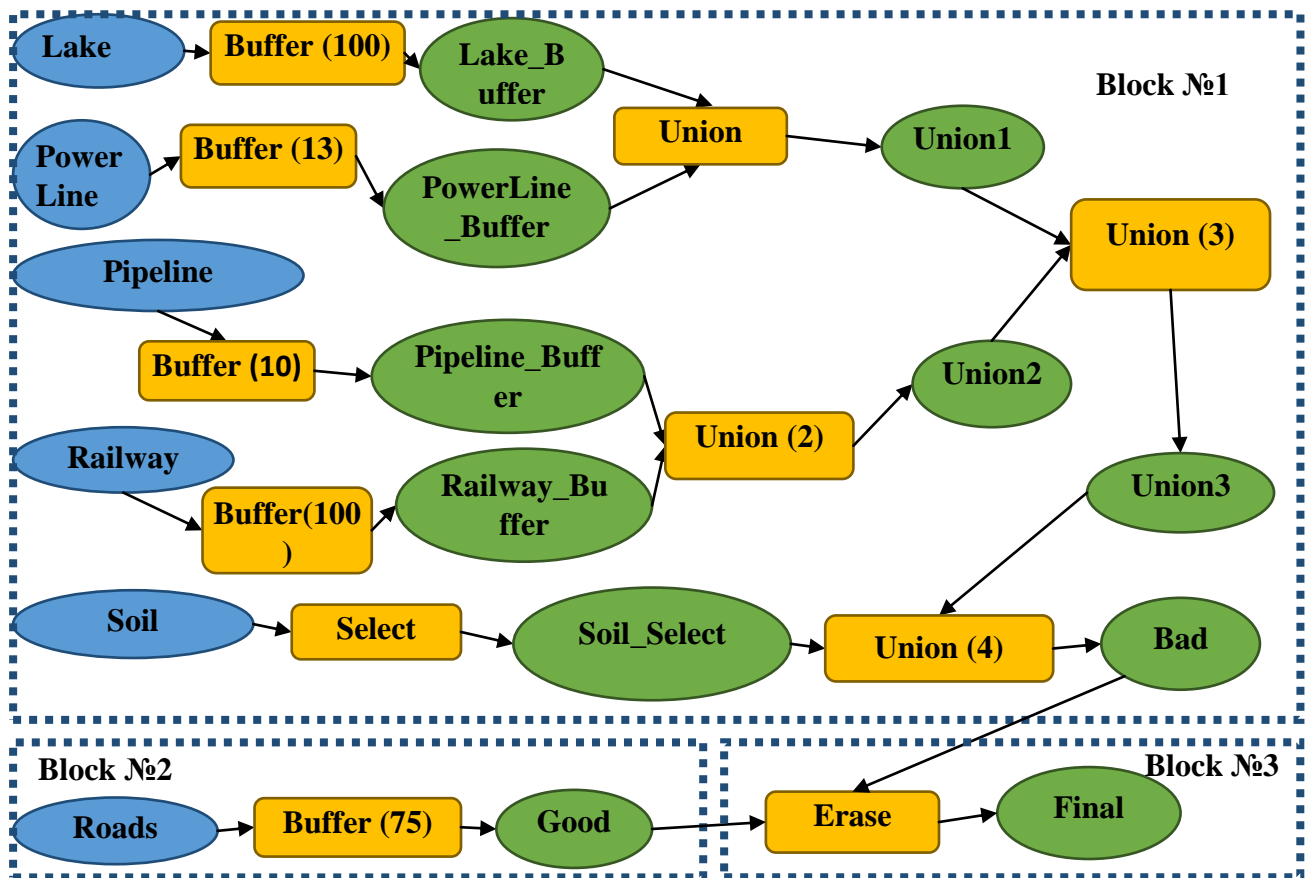 Lake
Buffer (100)
Lake_B
uffer
Block №1
Union
Union1
Power
Line
Buffer (13)
PowerLine
_Buffer
Union (3)
Pipeline
Buffer (10)
Pipeline_Buff
er
Union2
Union (2)
Railway
Buffer(100
)
Railway_Bu
ffer
Union3
Soil
Select
Soil_Select
Union (4)
Bad
Block №2
Roads
Buffer (75)
Good
Block №3
Erase
Final